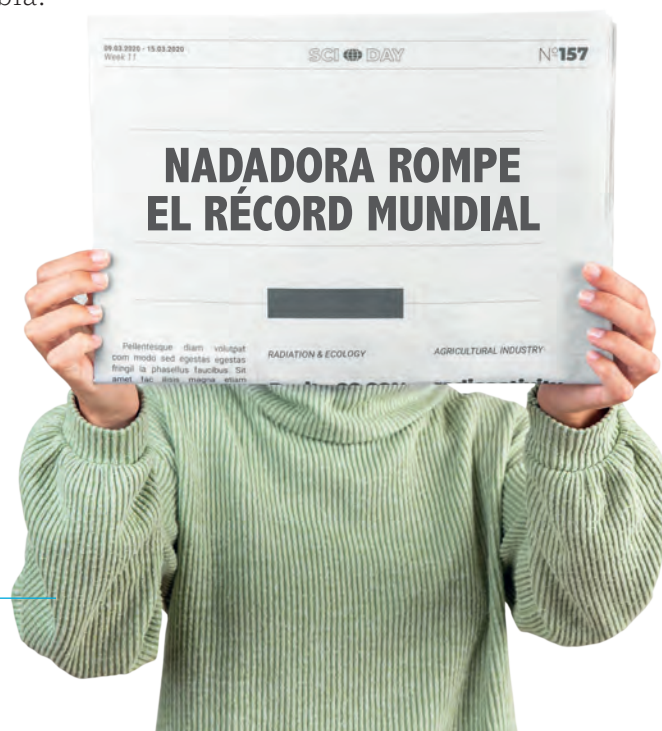 bia.
09.03.2020 - 15.03.2020
Week 11
SCI DAY
Nº157
NADADORA ROMPE
EL RÉCORD MUNDIAL
Pellentesque diam volutpat
com modo sed egestas egestas
fringil la phasellus faucibus. Sit
amet fac ilisis magna etiam
RADIATION & ECOLOGY
AGRICULTURAL INDUSTRY